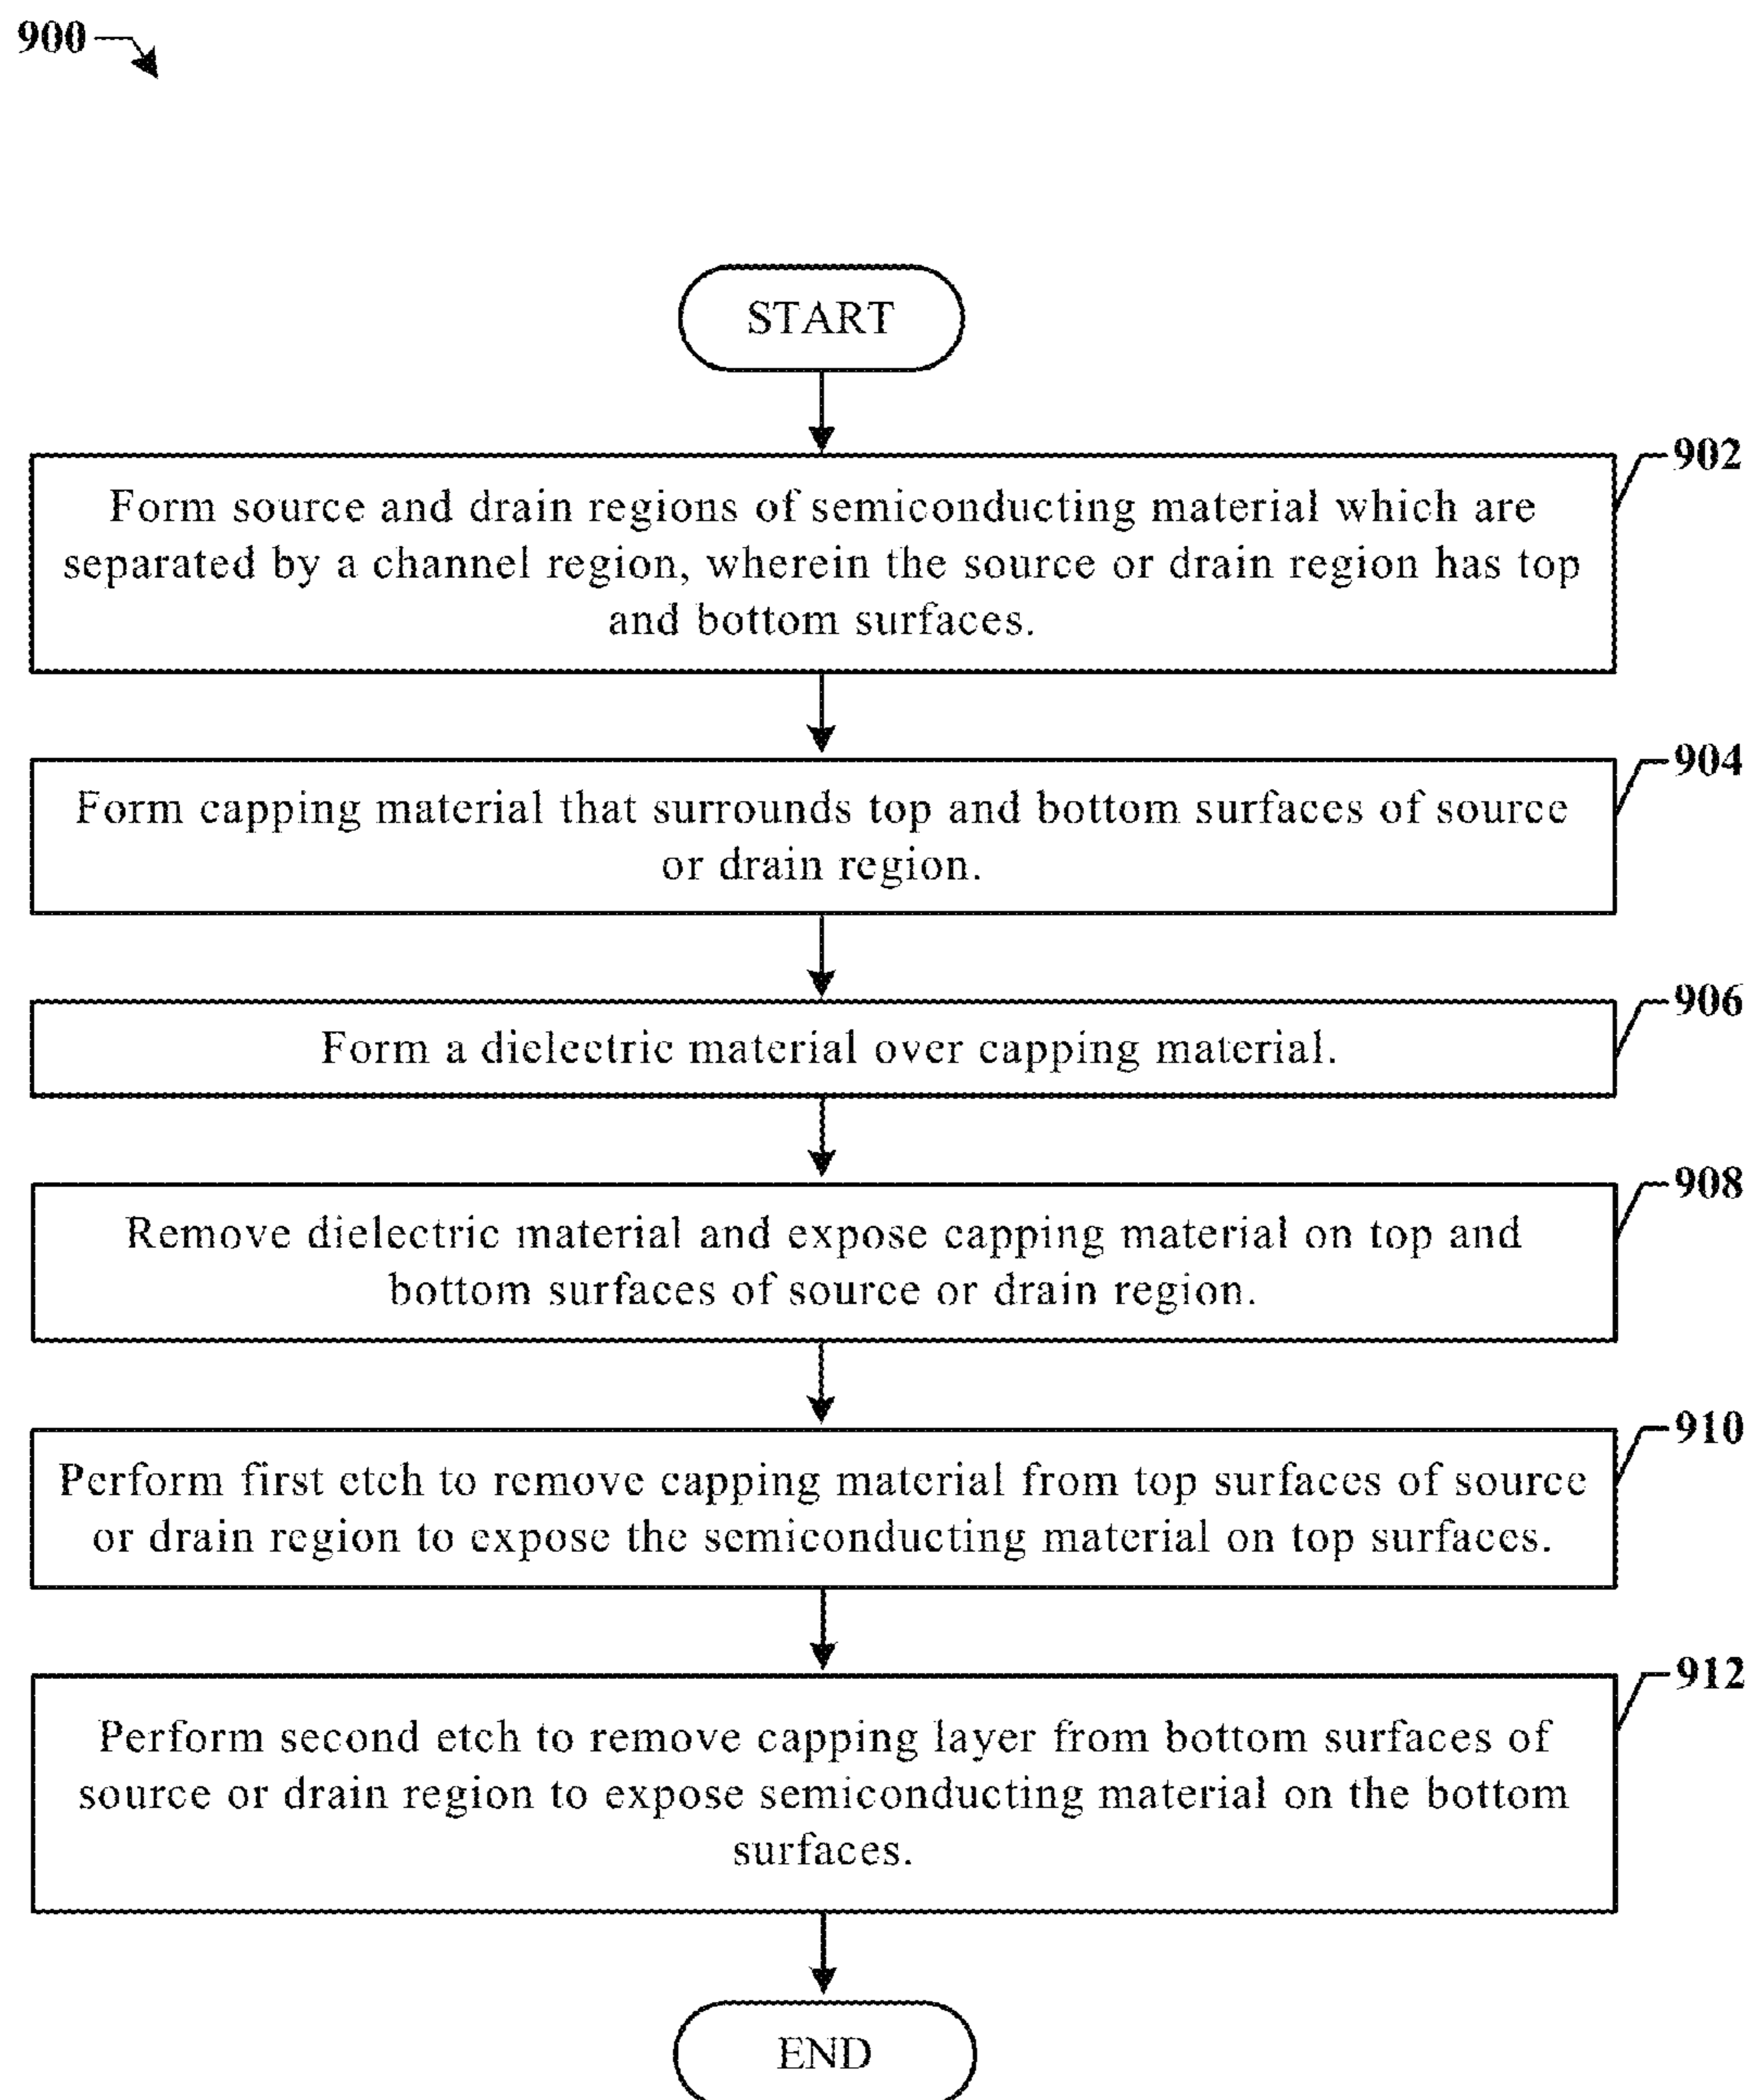 900
START
902
Form source and drain regions of semiconducting material which are
separated by a channel region, wherein the source or drain region has top
and bottom surfaces.
904
Form capping material that surrounds top and bottom surfaces of source
or drain region.
906
Form a dielectric material over capping material.
908
Remove dielectric material and expose capping material on top and
bottom surfaces of source or drain region.
910
Perform first etch to remove capping material from top surfaces of source
or drain region to expose the semiconducting material on top surfaces.
912
Perform second etch to remove capping layer from bottom surfaces of
source or drain region to expose semiconducting material on the bottom
surfaces.
END